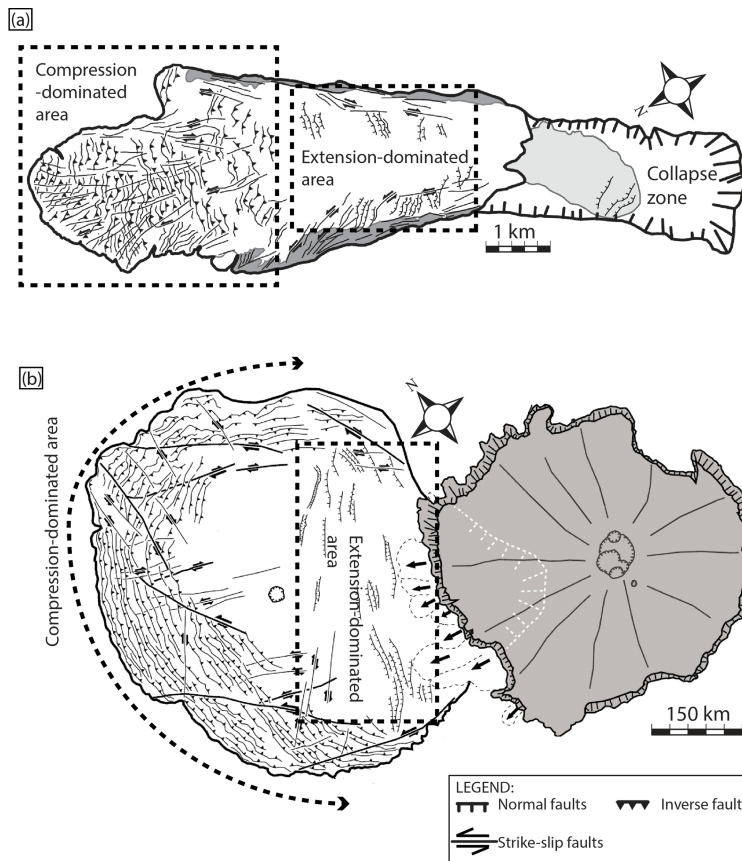 (a)
Compression
-dominated
area
Extension-dominated
area
Collapse
zone
N
1 km
(b)
N
Compression-dominated area
Extension-dominated
area
150 km
LEGEND:
Normal faults
Inverse fault
Strike-slip faults